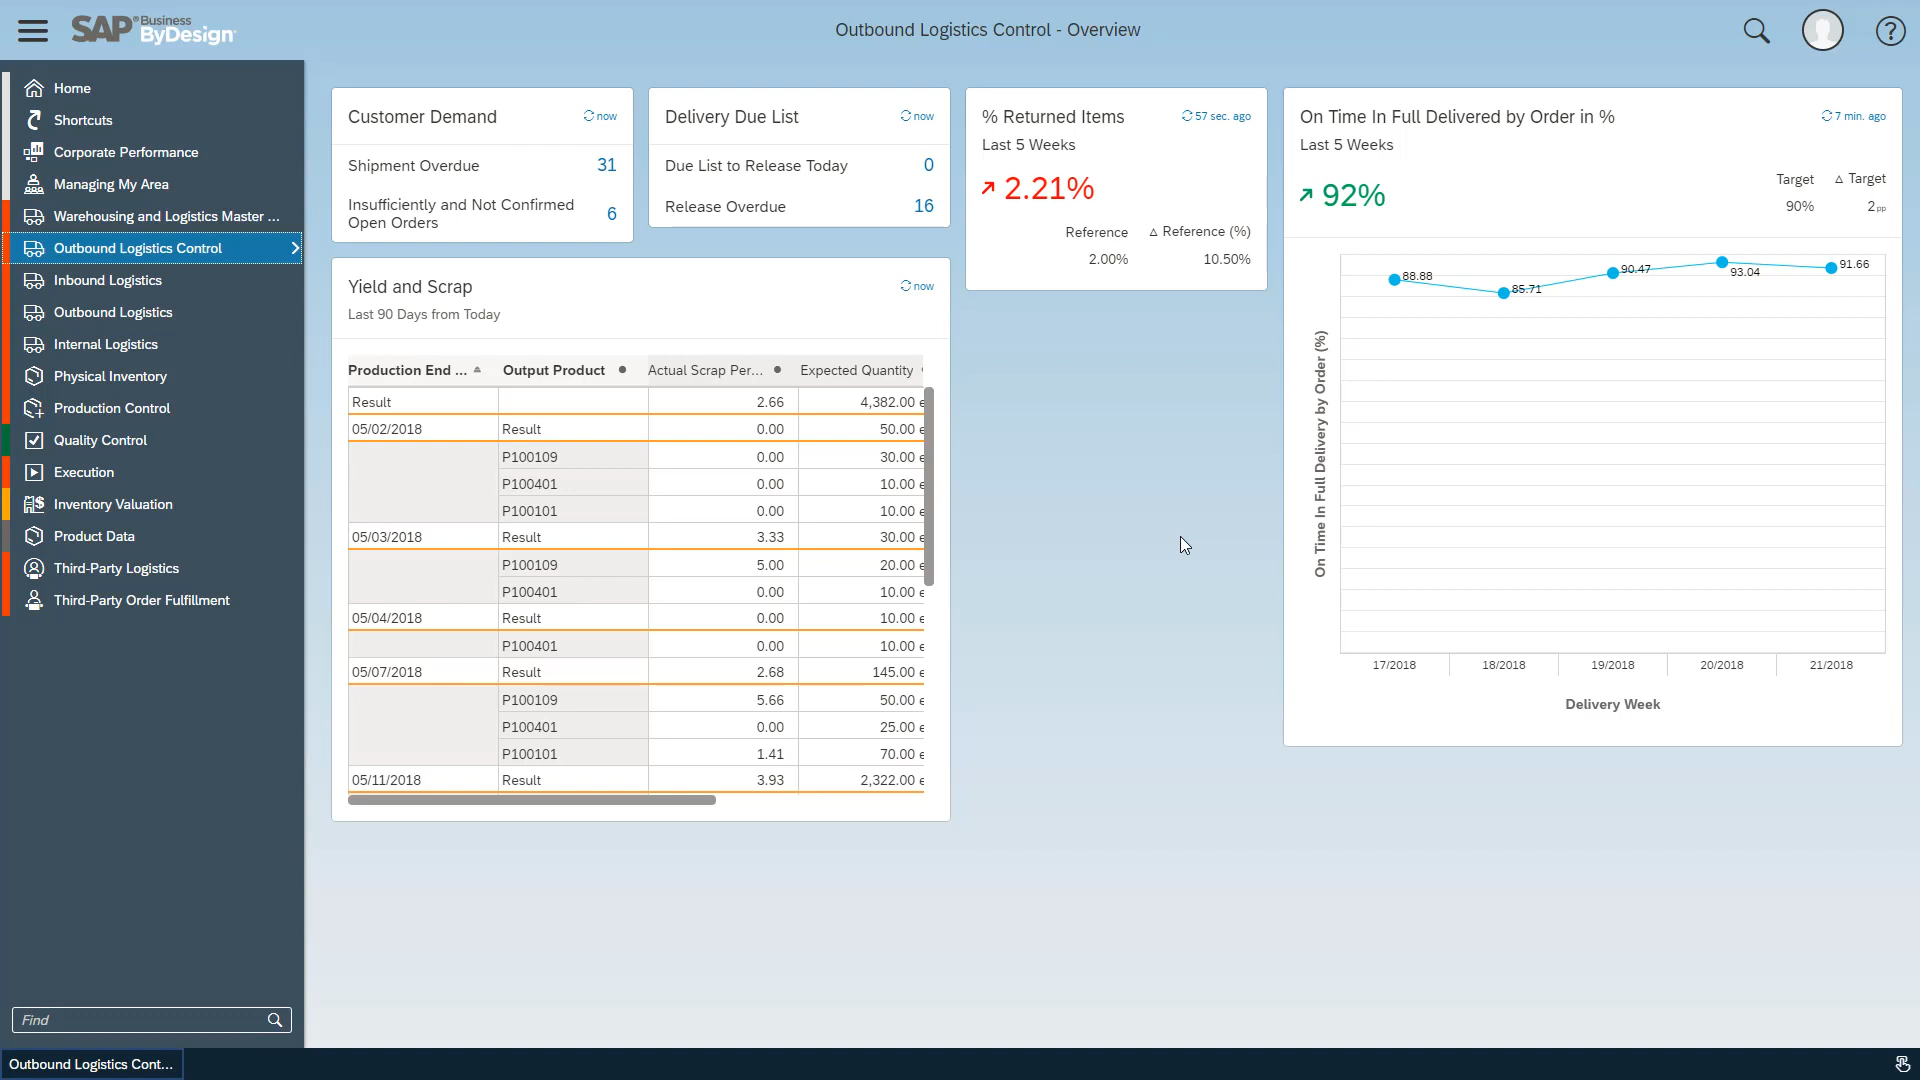 SAP Business ByDesign
Outbound Logistics Control - Overview
Home
Shortcuts
Corporate Performance
Managing My Area
Warehousing and Logistics Master ...
Outbound Logistics Control
Inbound Logistics
Outbound Logistics
Internal Logistics
Physical Inventory
Production Control
Quality Control
Execution
Inventory Valuation
Product Data
Third-Party Logistics
Third-Party Order Fulfillment
Find
Customer Demand now
Shipment Overdue 31
Insufficiently and Not Confirmed
Open Orders 6
Delivery Due List now
Due List to Release Today 0
Release Overdue 16
% Returned Items 57 sec. ago
Last 5 Weeks
2.21%
Reference △ Reference (%)
2.00% 10.50%
On Time In Full Delivered by Order in % 7 min. ago
Last 5 Weeks
92%
Target △ Target
90% 2 pp
On Time In Full Delivery by Order (%)
88.88 85.71 90.47 93.04 91.66
17/2018 18/2018 19/2018 20/2018 21/2018
Delivery Week
Yield and Scrap now
Last 90 Days from Today
Production End ... Output Product Actual Scrap Per... Expected Quantity
Result 2.66 4,382.00 e
05/02/2018 Result 0.00 50.00 e
P100109 0.00 30.00 e
P100401 0.00 10.00 e
P100101 0.00 10.00 e
05/03/2018 Result 3.33 30.00 e
P100109 5.00 20.00 e
P100401 0.00 10.00 e
05/04/2018 Result 0.00 10.00 e
P100401 0.00 10.00 e
05/07/2018 Result 2.68 145.00 e
P100109 5.66 50.00 e
P100401 0.00 25.00 e
P100101 1.41 70.00 e
05/11/2018 Result 3.93 2,322.00 e
Outbound Logistics Cont...